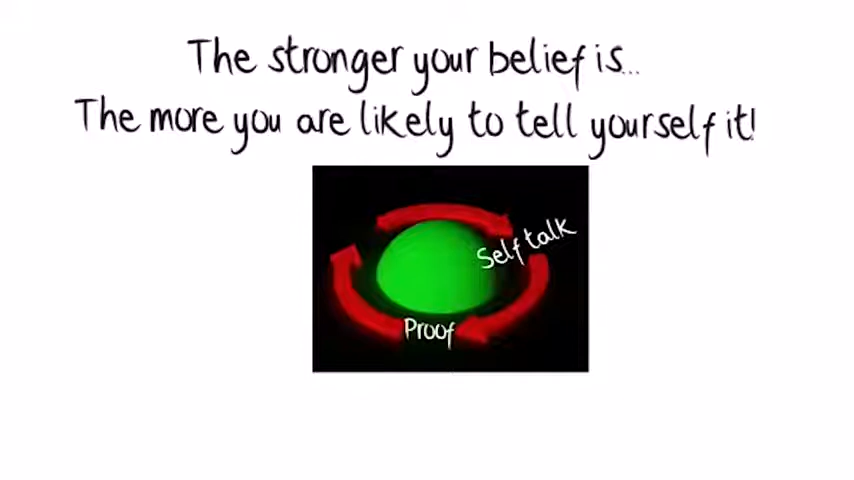 The stronger your belief is...
The more you are likely to tell yourself it!
Self talk
Proof